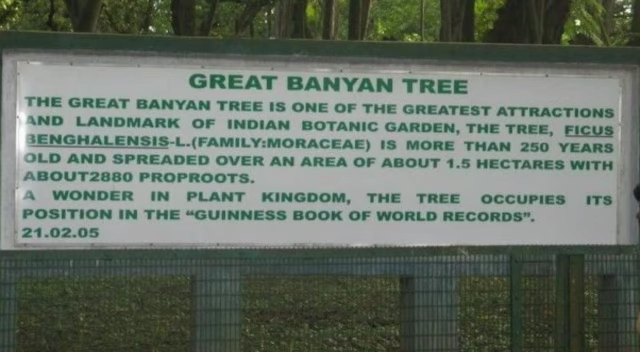 GREAT BANYAN TREE
THE GREAT BANYAN TREE IS ONE OF THE GREATEST ATTRACTIONS
AND LANDMARK OF INDIAN BOTANIC GARDEN, THE TREE, FICUS
BENGHALENSIS-L.(FAMILY:MORACEAE) IS MORE THAN 250 YEARS
OLD AND SPREADED OVER AN AREA OF ABOUT 1.5 HECTARES WITH
ABOUT2880 PROPROOTS.
A WONDER IN PLANT KINGDOM, THE TREE OCCUPIES ITS
POSITION IN THE “GUINNESS BOOK OF WORLD RECORDS”.
21.02.05